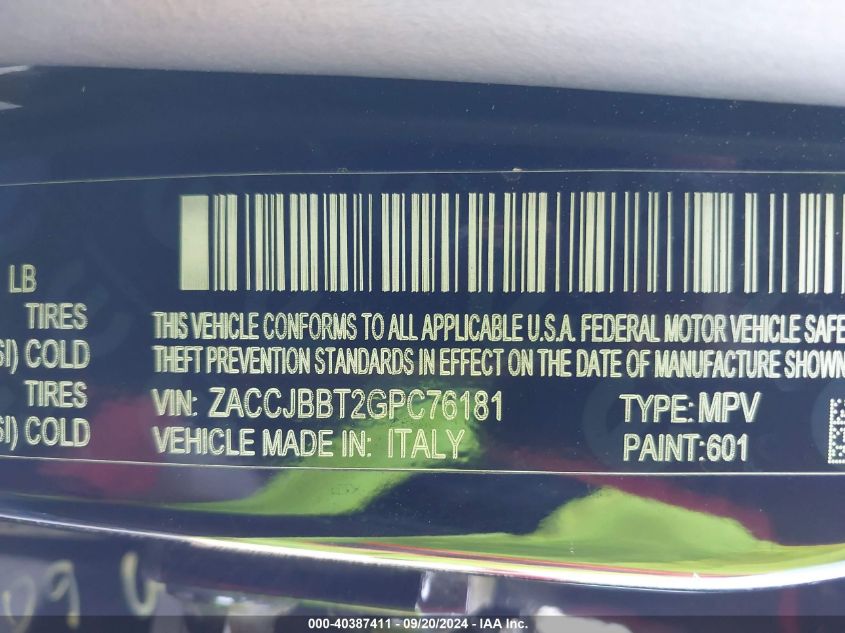 LB
TIRES
SI) COLD
TIRES
SI) COLD
THIS VEHICLE CONFORMS TO ALL APPLICABLE U.S.A. FEDERAL MOTOR VEHICLE SAFE
THEFT PREVENTION STANDARDS IN EFFECT ON THE DATE OF MANUFACTURE SHOWN
VIN: ZACCJBBT2GPC76181 TYPE: MPV
VEHICLE MADE IN: ITALY PAINT: 601
000-40387411 - 09/20/2024 - IAA Inc.